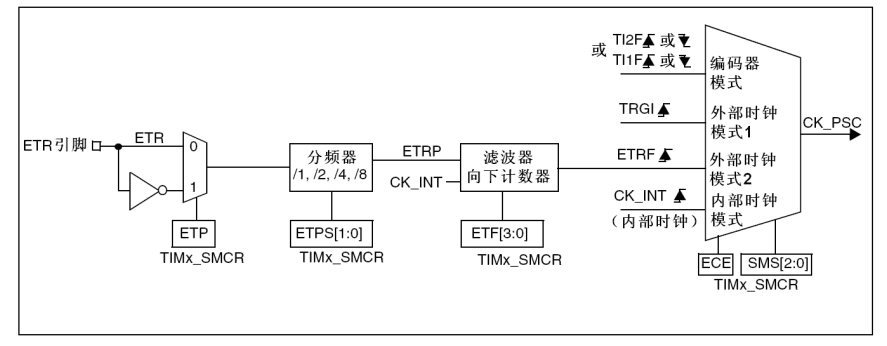 或 TI2F 或
TI1F 或
编码器
模式
TRGI
外部时钟
模式1
CK_PSC
ETR引脚
ETR
0
1
分频器
/1, /2, /4, /8
ETRP
CK_INT
滤波器
向下计数器
ETRF
外部时钟
模式2
CK_INT
(内部时钟)
内部时钟
模式
ETP
TIMx_SMCR
ETPS[1:0]
TIMx_SMCR
ETF[3:0]
TIMx_SMCR
ECE
SMS[2:0]
TIMx_SMCR